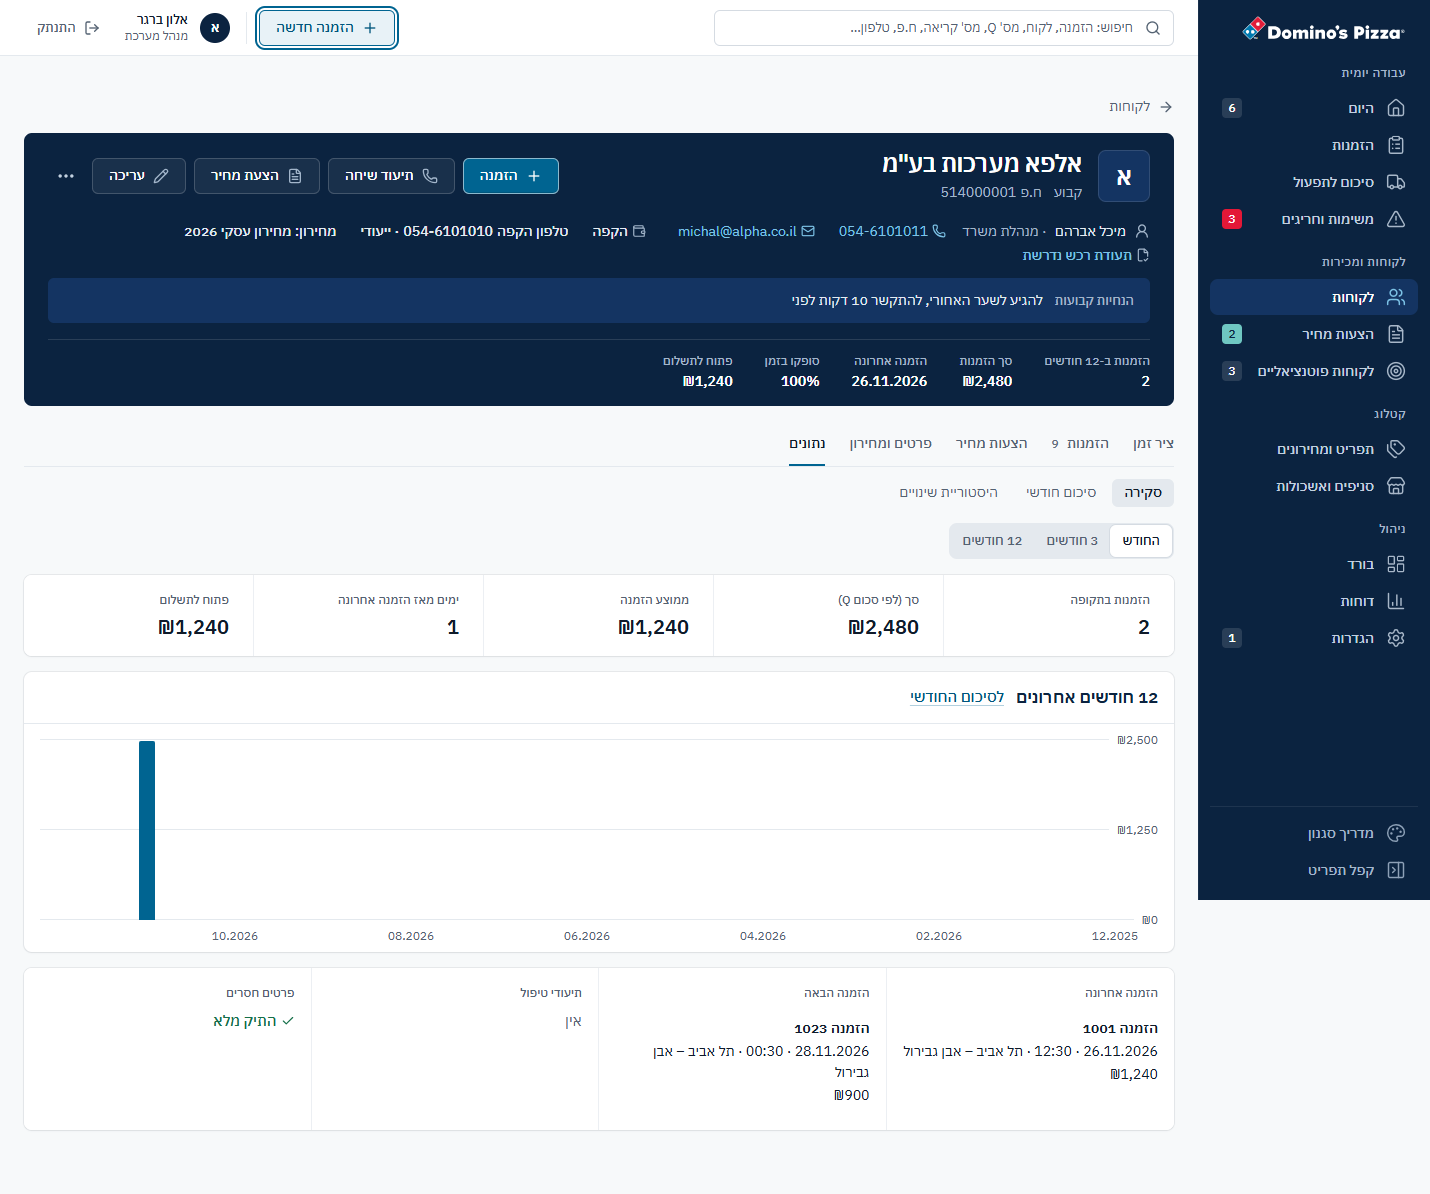 Domino's Pizza
עבודה יומית
היום 6
הזמנות
סיכום לתפעול
משימות וחריגים 3
לקוחות ומכירות
לקוחות
הצעות מחיר 2
לקוחות פוטנציאליים 3
קטלוג
תפריט ומחירונים
סניפים ואשכולות
ניהול
בורד
דוחות
הגדרות 1
מדריך סגנון
קפל תפריט
חיפוש: הזמנה, לקוח, מס' Q, מס' קריאה, ח.פ, טלפון...
הזמנה חדשה
א
אלון ברגר
מנהל מערכת
התנתק
לקוחות
א
אלפא מערכות בע"מ
קבוע ח.פ 514000001
הזמנה
תיעוד שיחה
הצעת מחיר
עריכה
מיכל אברהם · מנהלת משרד 054-6101011 michal@alpha.co.il הקפה טלפון הקפה 054-6101010 · ייעודי מחירון: מחירון עסקי 2026
תעודת רכש נדרשת
הנחיות קבועות להגיע לשער האחורי, להתקשר 10 דקות לפני
הזמנות ב-12 חודשים סך הזמנות הזמנה אחרונה סופקו בזמן פתוח לתשלום
2 ₪2,480 26.11.2026 100% ₪1,240
ציר זמן הזמנות 9 הצעות מחיר פרטים ומחירון נתונים
סקירה סיכום חודשי היסטוריית שינויים
החודש 3 חודשים 12 חודשים
הזמנות בתקופה סך (לפי סכום Q) ממוצע הזמנה ימים מאז הזמנה אחרונה פתוח לתשלום
2 ₪2,480 ₪1,240 1 ₪1,240
12 חודשים אחרונים לסיכום החודשי
₪2,500
₪1,250
₪0
12.2025 02.2026 04.2026 06.2026 08.2026 10.2026
הזמנה אחרונה
הזמנה 1001
26.11.2026 · 12:30 · תל אביב – אבן גבירול
₪1,240
הזמנה הבאה
הזמנה 1023
28.11.2026 · 00:30 · תל אביב – אבן
גבירול
₪900
תיעודי טיפול
אין
פרטים חסרים
התיק מלא